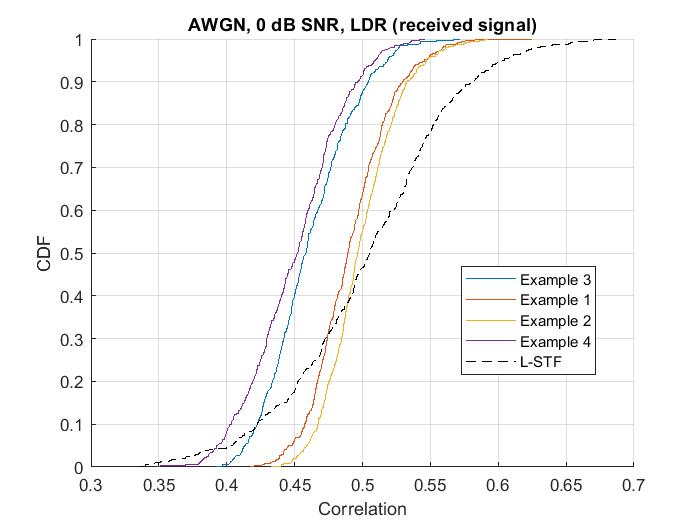 AWGN, 0 dB SNR, LDR (received signal)
1
0.9
0.8
0.7
0.6
0.5
0.4
0.3
0.2
0.1
0
CDF
Example 3
Example 1
Example 2
Example 4
L-STF
0.3 0.35 0.4 0.45 0.5 0.55 0.6 0.65 0.7
Correlation